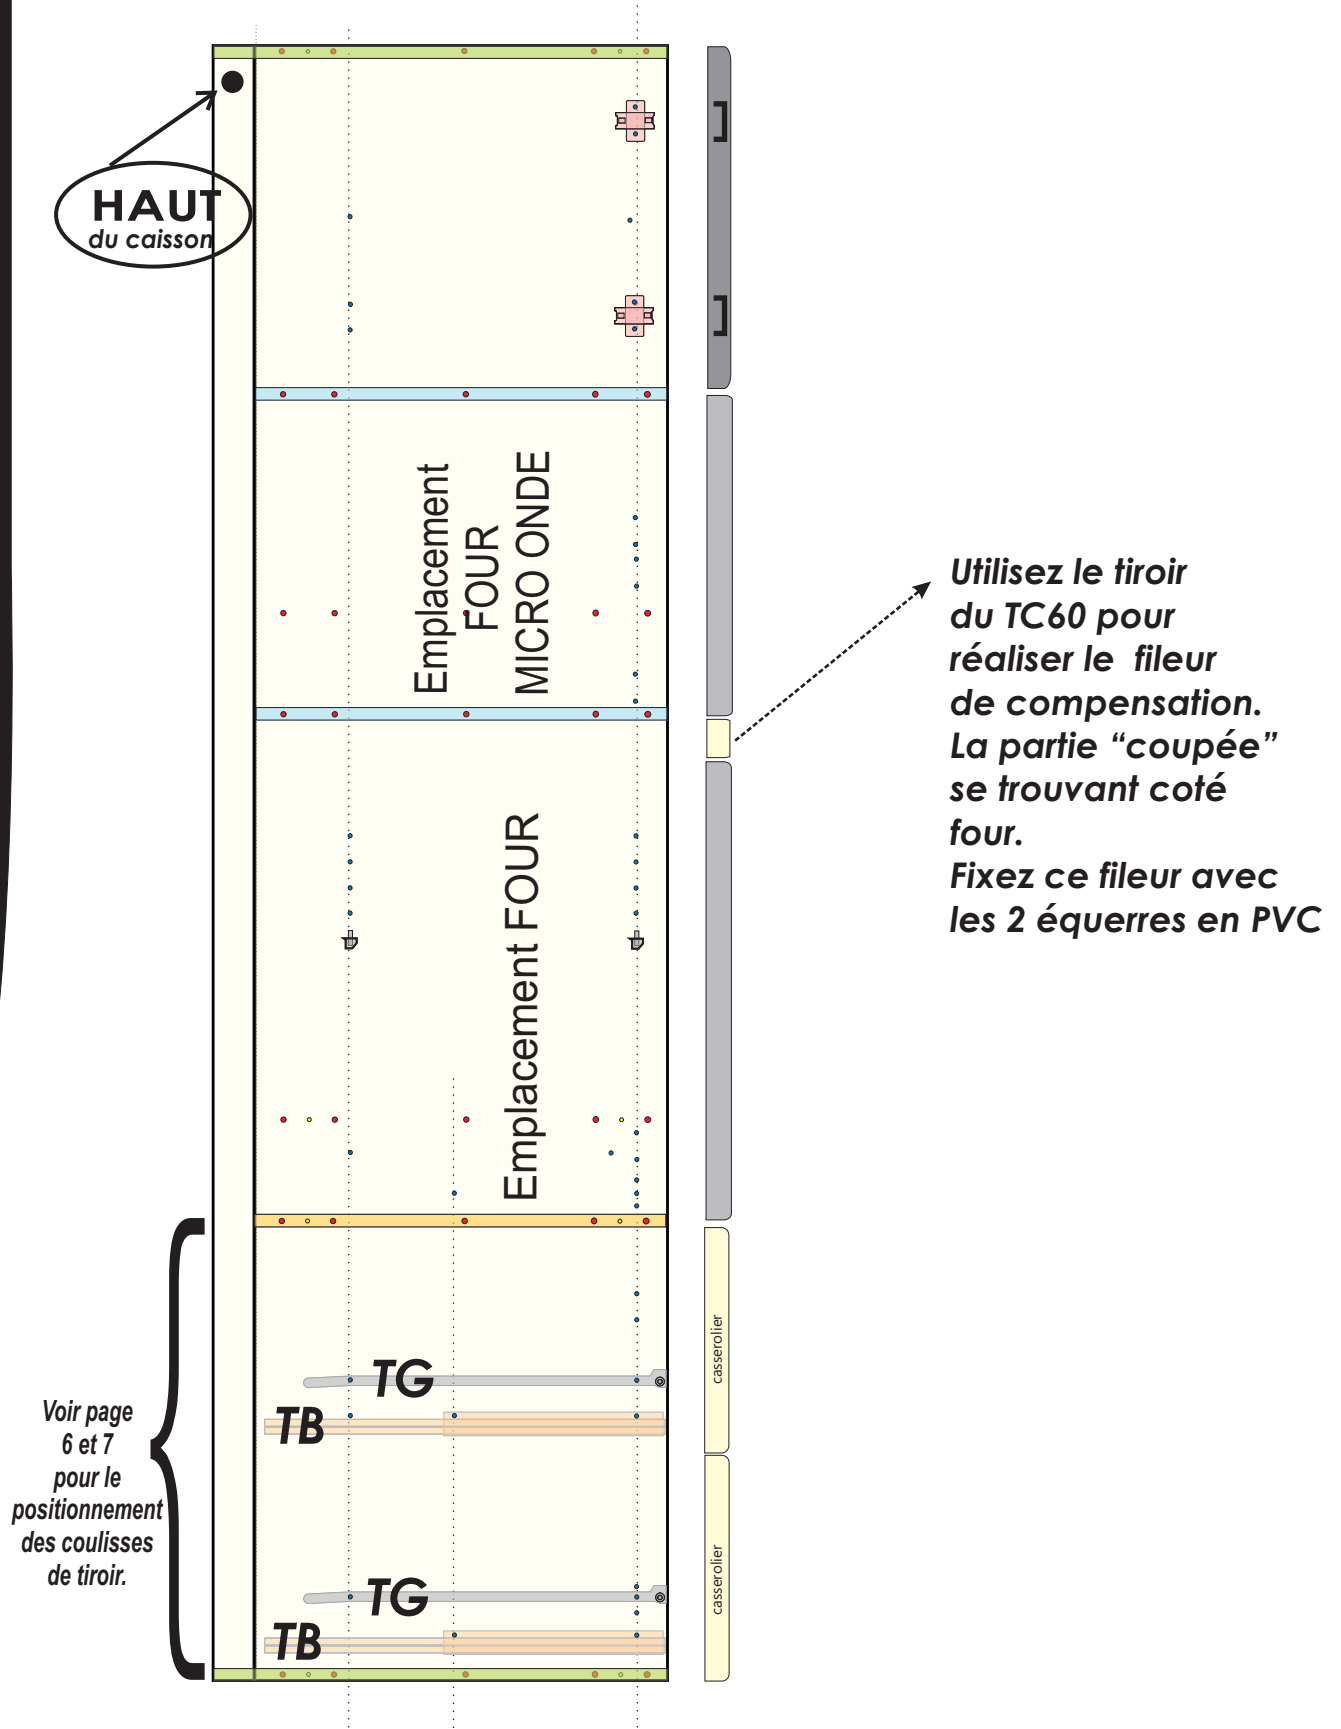 HAUT
du caisson
Emplacement
FOUR
MICRO ONDE
Utilisez le tiroir
du TC60 pour
réaliser le fileur
de compensation.
La partie “coupée”
se trouvant coté
four.
Fixez ce fileur avec
les 2 équerres en PVC
Emplacement FOUR
Voir page
6 et 7
pour le
positionnement
des coulisses
de tiroir.
TG
TB
casserolier
TG
TB
casserolier